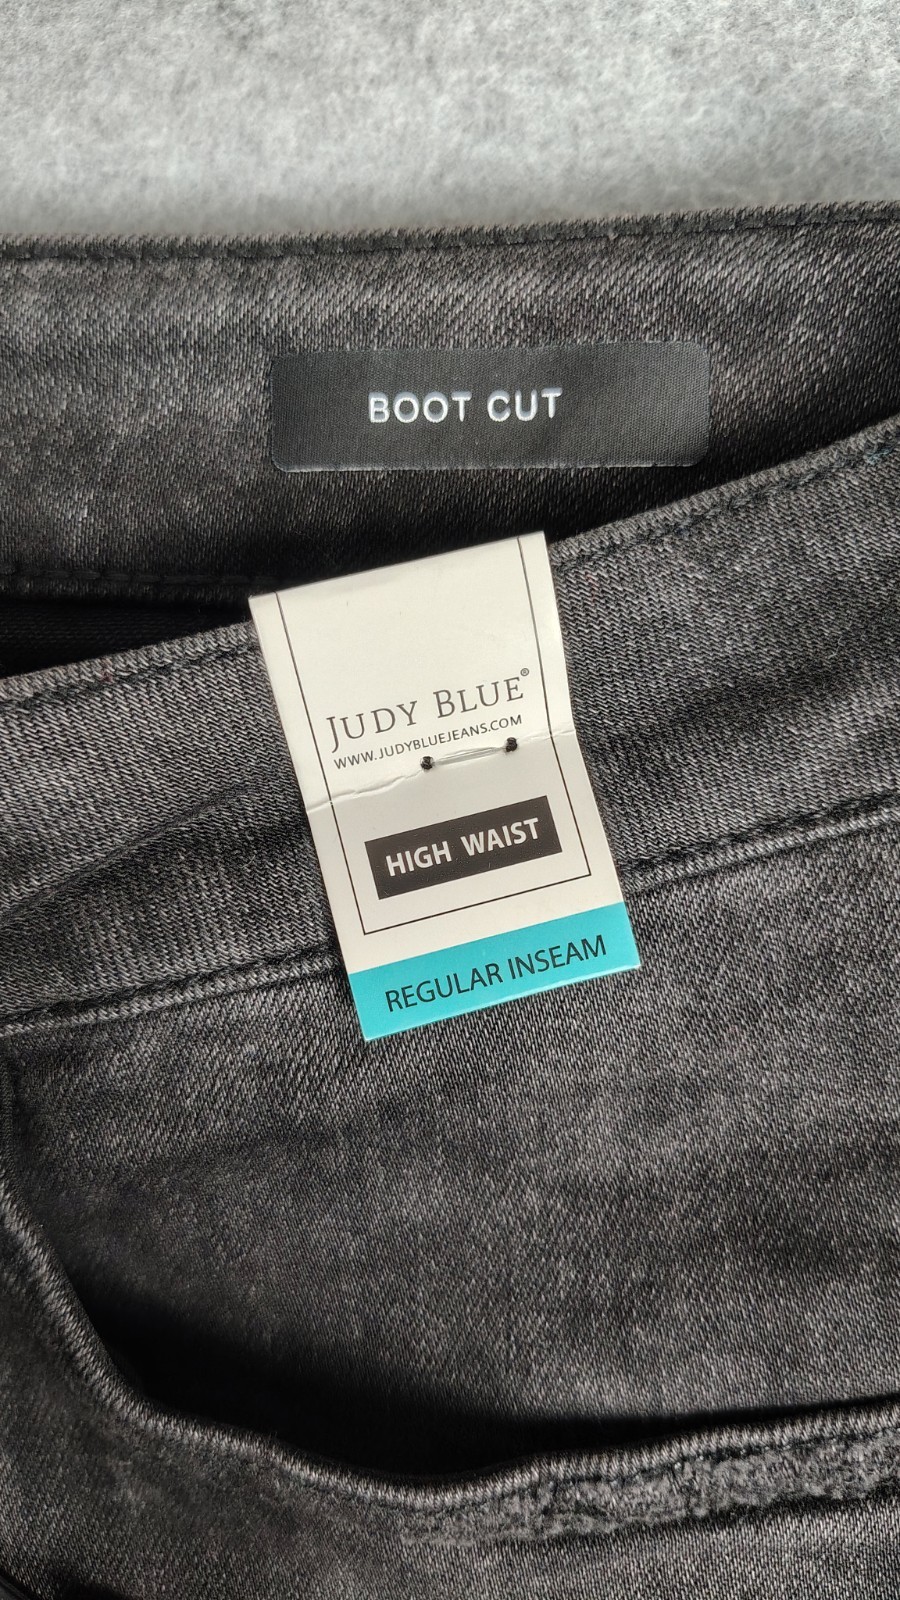 BOOT CUT
JUDY BLUE®
WWW.JUDYBLUEJEANS.COM
HIGH WAIST
REGULAR INSEAM